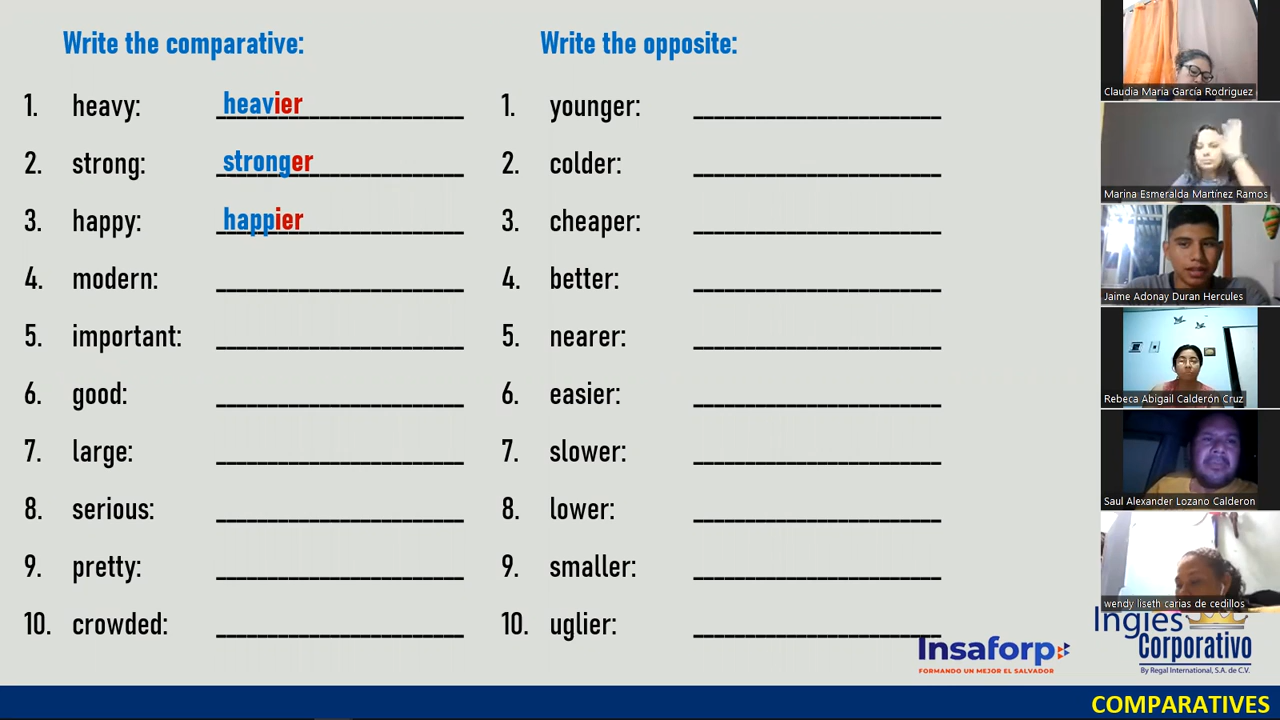 Write the comparative:
1. heavy: heavier
2. strong: stronger
3. happy: happier
4. modern:
5. important:
6. good:
7. large:
8. serious:
9. pretty:
10. crowded:
Write the opposite:
1. younger:
2. colder:
3. cheaper:
4. better:
5. nearer:
6. easier:
7. slower:
8. lower:
9. smaller:
10. uglier:
Claudia María García Rodriguez
Marina Esmeralda Martínez Ramos
Jaime Adonay Duran Hercules
Rebeca Abigail Calderón Cruz
Saul Alexander Lozano Calderon
wendy liseth carias de cedillos
Insaforp
FORMANDO UN MEJOR EL SALVADOR
Inglés
Corporativo
By Regal International, S.A. de C.V.
COMPARATIVES